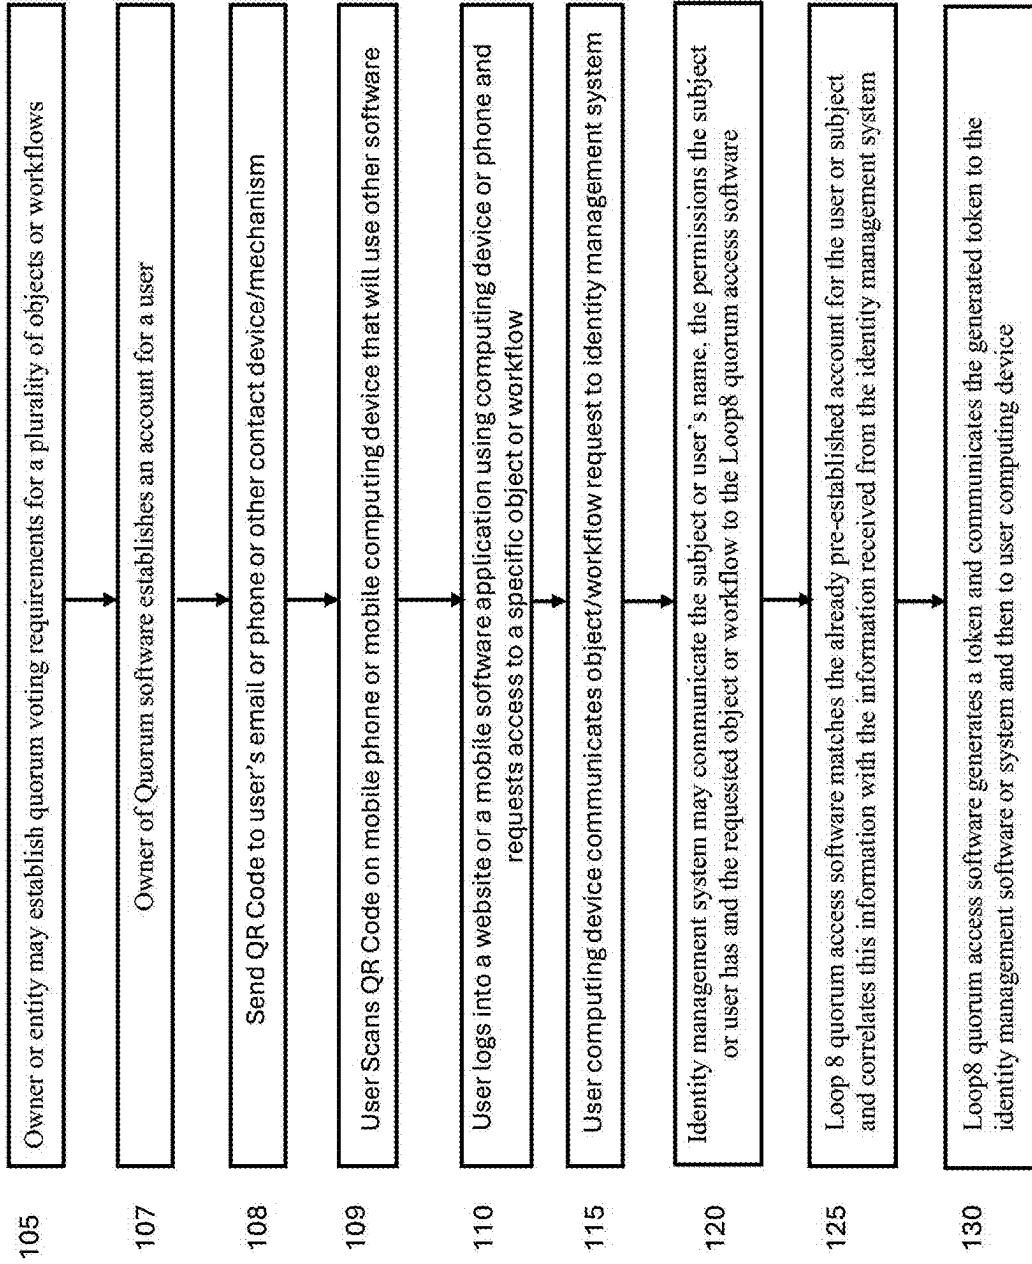 105
Owner or entity may establish quorum voting requirements for a plurality of objects or workflows
107
Owner of Quorum software establishes an account for a user
108
Send QR Code to user's email or phone or other contact device/mechanism
109
User Scans QR Code on mobile phone or mobile computing device that will use other software
110
User logs into a website or a mobile software application using computing device or phone and
requests access to a specific object or workflow
115
User computing device communicates object/workflow request to identity management system
120
Identity management system may communicate the subject or user's name, the permissions the subject
or user has and the requested object or workflow to the Loop8 quorum access software
125
Loop 8 quorum access software matches the already pre-established account for the user or subject
and correlates this information with the information received from the identity management system
130
Loop8 quorum access software generates a token and communicates the generated token to the
identity management software or system and then to user computing device